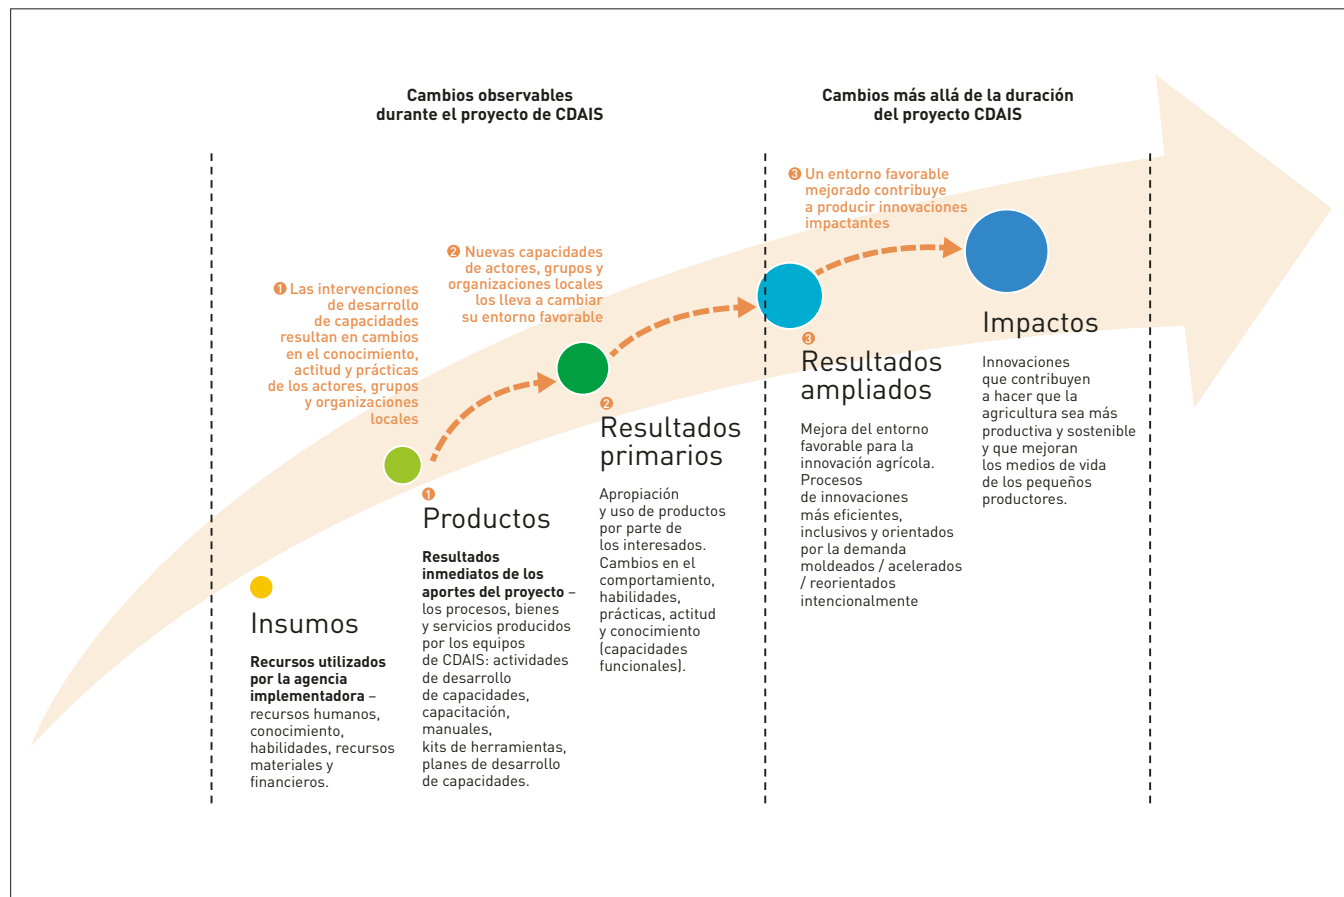 Cambios observables
durante el proyecto de CDAIS
Cambios más allá de la duración
del proyecto CDAIS
❶ Las intervenciones
de desarrollo
de capacidades
resultan en cambios
en el conocimiento,
actitud y prácticas
de los actores, grupos
y organizaciones
locales
❷ Nuevas capacidades
de actores, grupos y
organizaciones locales
los lleva a cambiar
su entorno favorable
❸ Un entorno favorable
mejorado contribuye
a producir innovaciones
impactantes
Insumos
Recursos utilizados
por la agencia
implementadora –
recursos humanos,
conocimiento,
habilidades, recursos
materiales y
financieros.
❶
Productos
Resultados
inmediatos de los
aportes del proyecto –
los procesos, bienes
y servicios producidos
por los equipos
de CDAIS: actividades
de desarrollo
de capacidades,
capacitación,
manuales,
kits de herramientas,
planes de desarrollo
de capacidades.
❷
Resultados
primarios
Apropiación
y uso de productos
por parte de
los interesados.
Cambios en el
comportamiento,
habilidades,
prácticas, actitud
y conocimiento
(capacidades
funcionales).
❸
Resultados
ampliados
Mejora del entorno
favorable para la
innovación agrícola.
Procesos
de innovaciones
más eficientes,
inclusivos y orientados
por la demanda
moldeados / acelerados
/ reorientados
intencionalmente
Impactos
Innovaciones
que contribuyen
a hacer que la
agricultura sea más
productiva y sostenible
y que mejoran
los medios de vida
de los pequeños
productores.